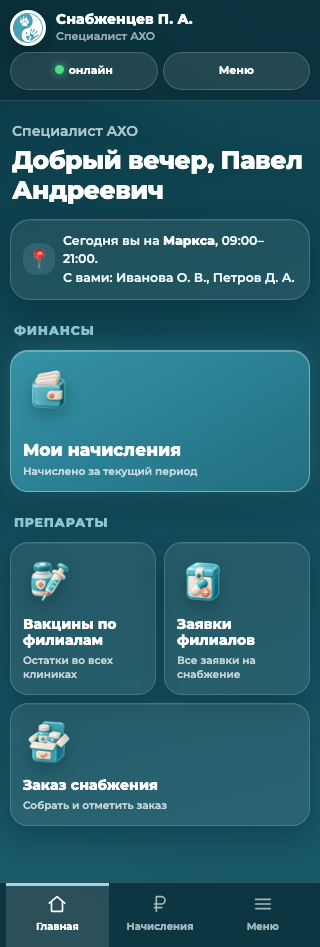 Снабженцев П. А.
Специалист АХО
онлайн
Меню
Специалист АХО
Добрый вечер, Павел
Андреевич
Сегодня вы на Маркса, 09:00–
21:00.
С вами: Иванова О. В., Петров Д. А.
ФИНАНСЫ
Мои начисления
Начислено за текущий период
ПРЕПАРАТЫ
Вакцины по
филиалам
Остатки во всех
клиниках
Заявки
филиалов
Все заявки на
снабжение
Заказ снабжения
Собрать и отметить заказ
Главная
Начисления
Меню